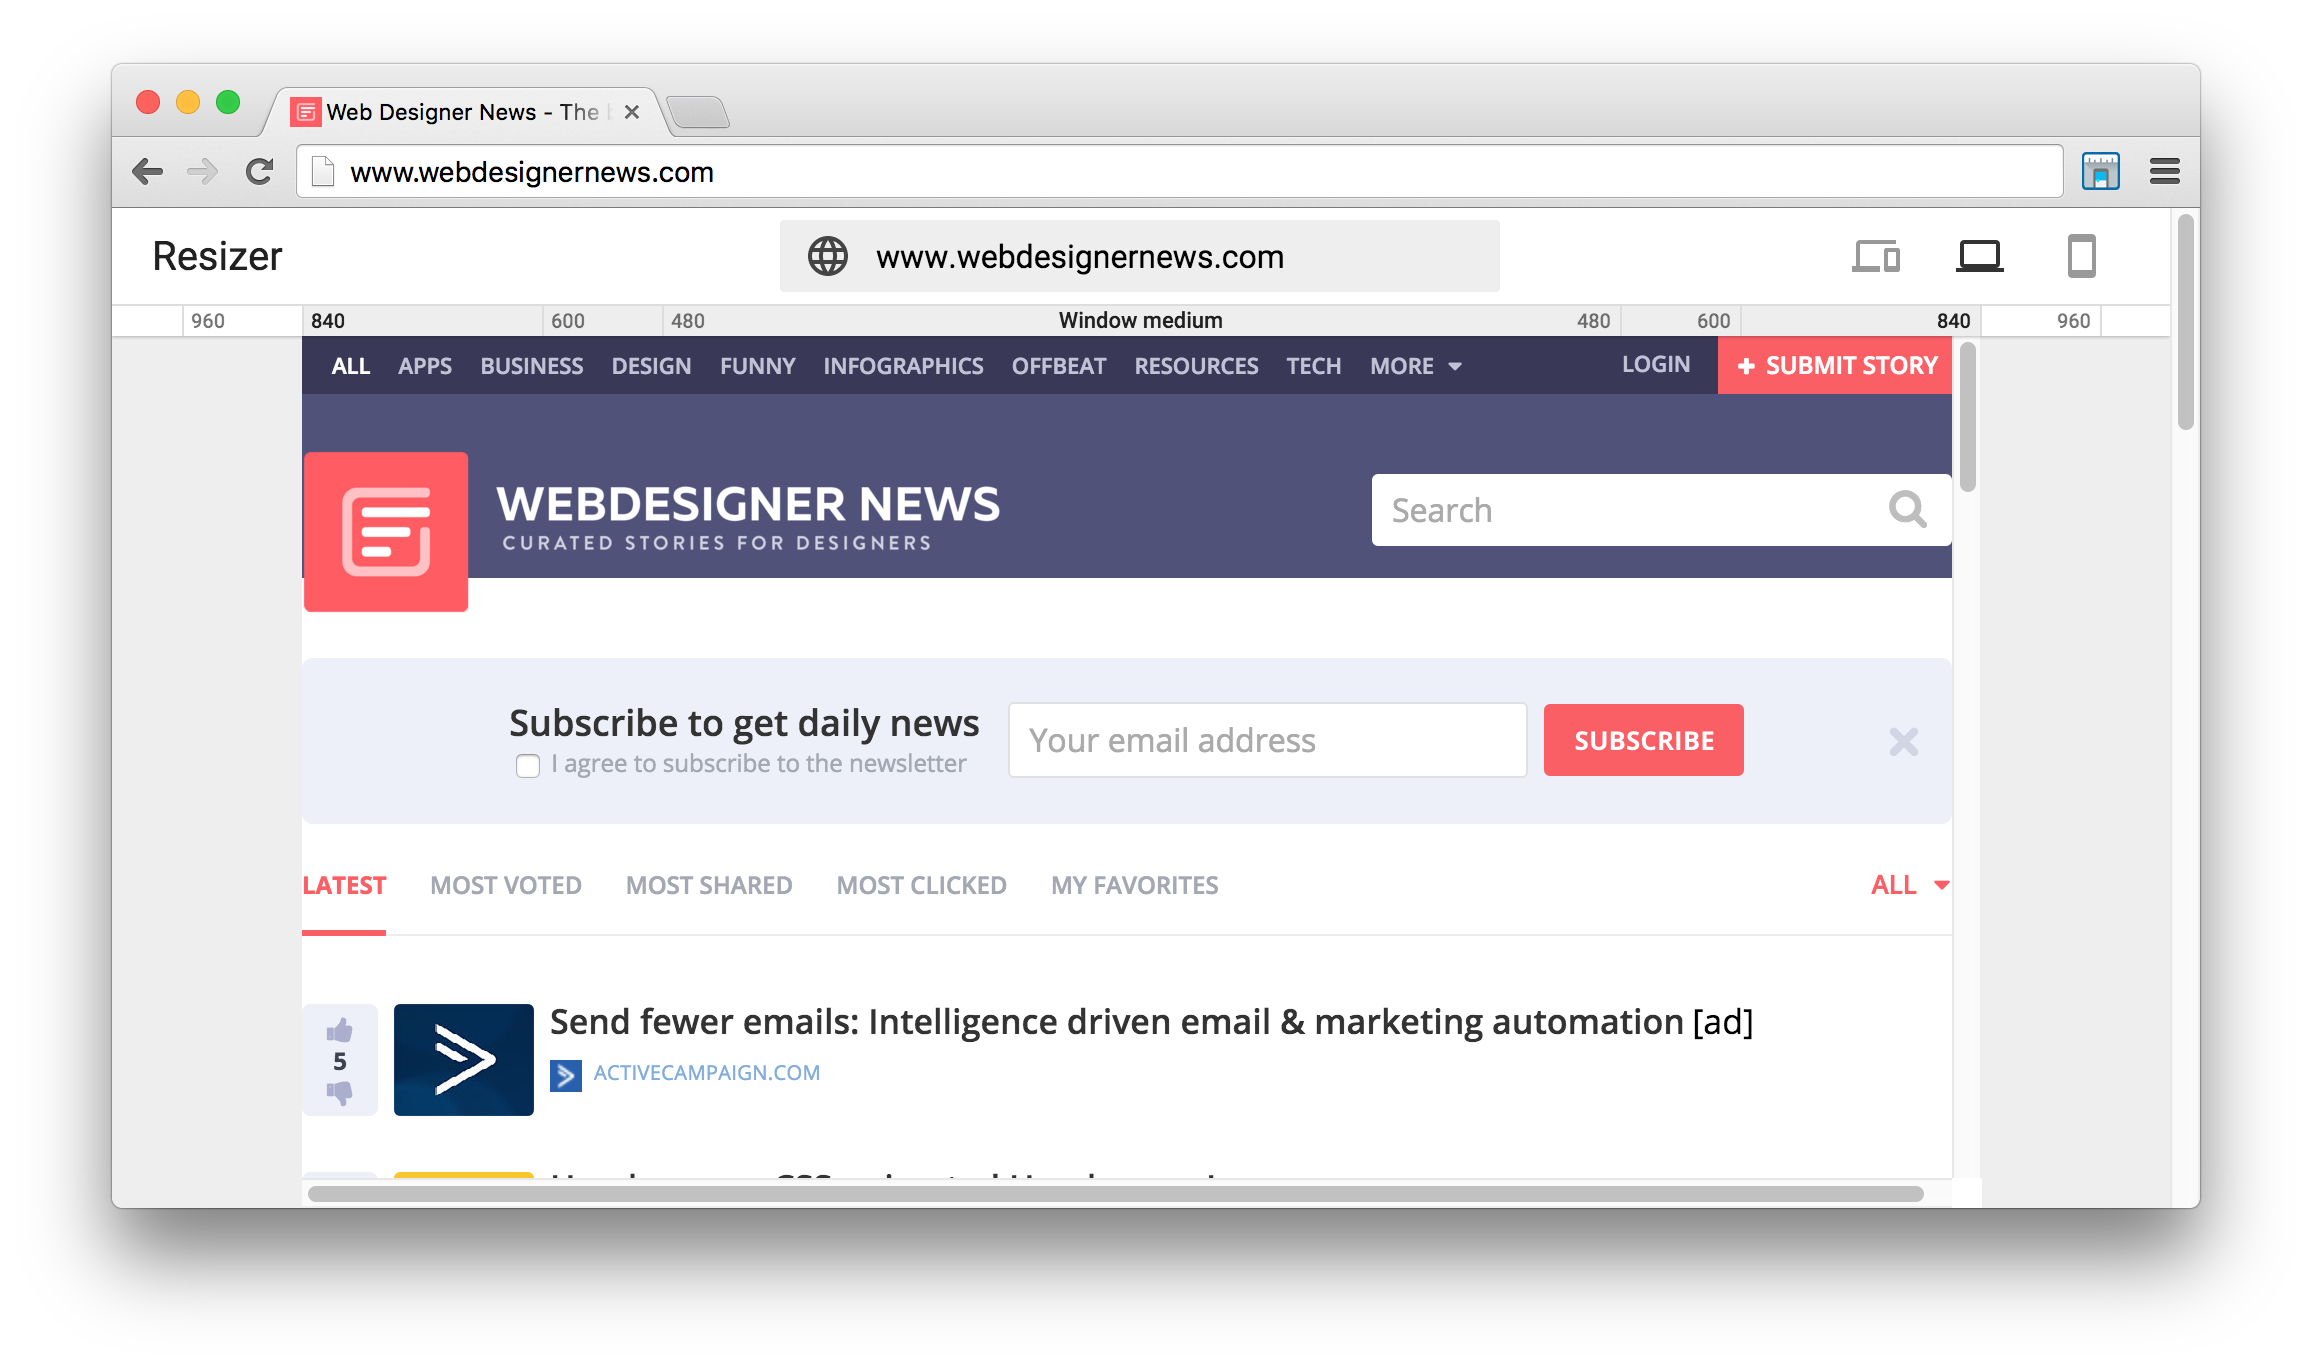 Web Designer News - The
www.webdesignernews.com
Resizer
www.webdesignernews.com
960 840 600 480 Window medium 480 600 840 960
ALL APPS BUSINESS DESIGN FUNNY INFOGRAPHICS OFFBEAT RESOURCES TECH MORE LOGIN + SUBMIT STORY
WEBDESIGNER NEWS
CURATED STORIES FOR DESIGNERS
Search
Subscribe to get daily news
I agree to subscribe to the newsletter
Your email address
SUBSCRIBE
LATEST MOST VOTED MOST SHARED MOST CLICKED MY FAVORITES ALL
5
Send fewer emails: Intelligence driven email & marketing automation [ad]
ACTIVECAMPAIGN.COM